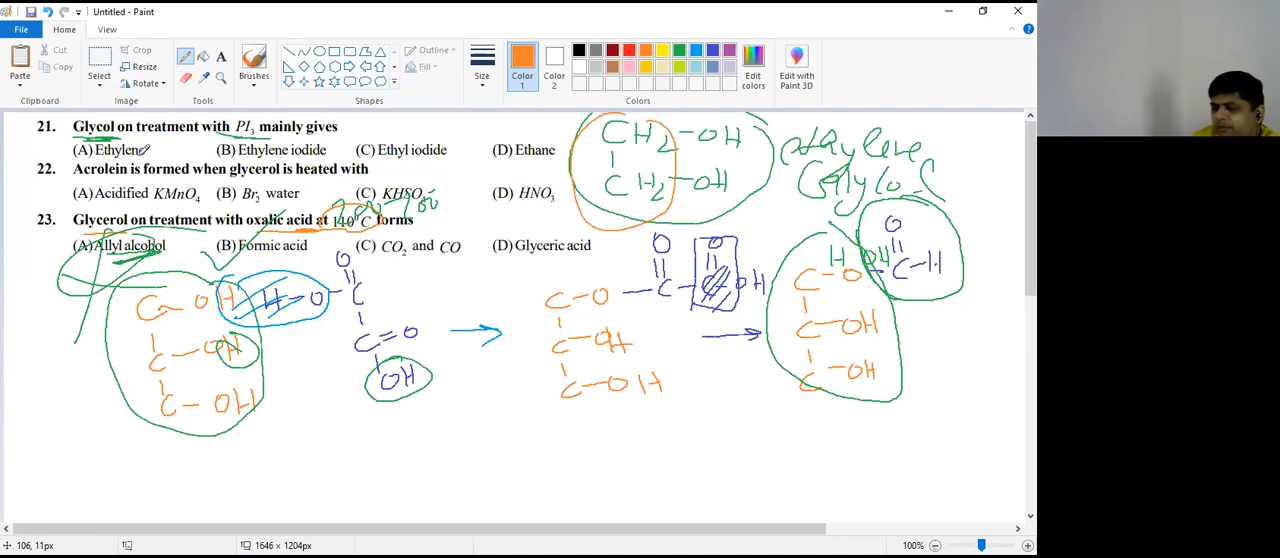 Untitled - Paint
File
Home
View
Paste
Cut
Copy
Clipboard
Select
Crop
Resize
Rotate
Image
Tools
Brushes
Shapes
Outline
Fill
Size
Color 1
Color 2
Edit colors
Edit with Paint 3D
Colors
21. Glycol on treatment with PI3 mainly gives
(A) Ethylene (B) Ethylene iodide (C) Ethyl iodide (D) Ethane
22. Acrolein is formed when glycerol is heated with
(A) Acidified KMnO4 (B) Br2 water (C) KHSO4 (D) HNO3
23. Glycerol on treatment with oxalic acid at 140°C forms
(A) Allyl alcohol (B) Formic acid (C) CO2 and CO (D) Glyceric acid
CH2-OH
CH2-OH
ethylene
Glycol
C-OH H-O-C
O
C-OH C=O
C-OH OH
C-O-C-C-OH
O O
C-OH
C-OH
C-O-C-H
H OH O
C-OH
C-OH
106, 11px
1646 × 1204px
100%